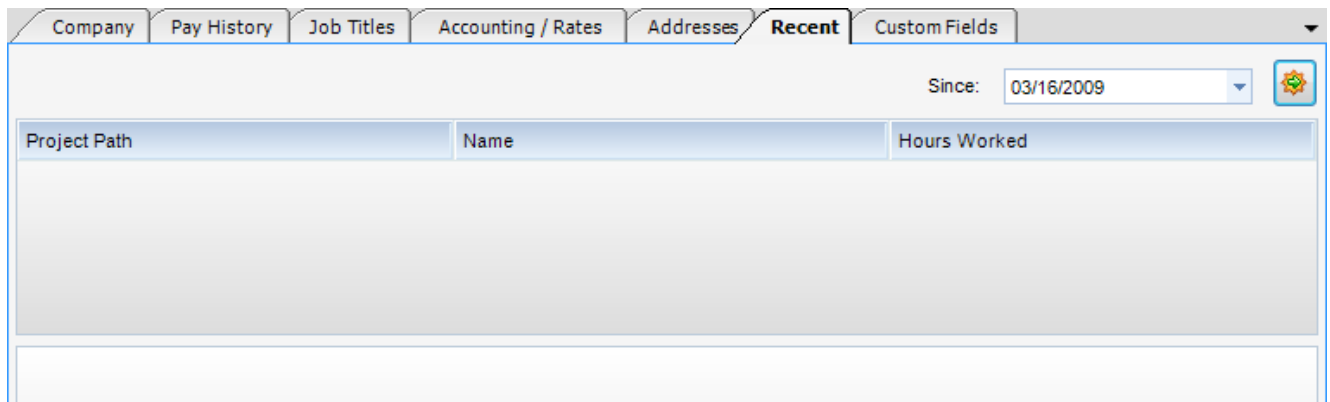 Company Pay History Job Titles Accounting / Rates Addresses Recent Custom Fields
Since: 03/16/2009
Project Path Name Hours Worked